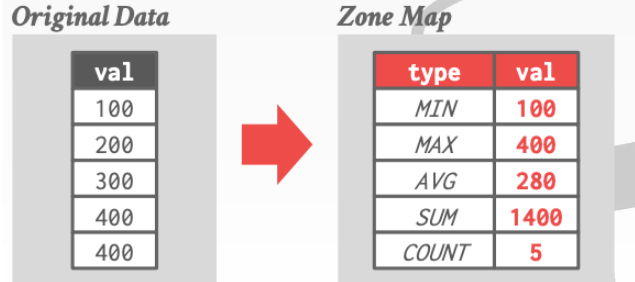 Original Data
val
100
200
300
400
400
Zone Map
type val
MIN 100
MAX 400
AVG 280
SUM 1400
COUNT 5